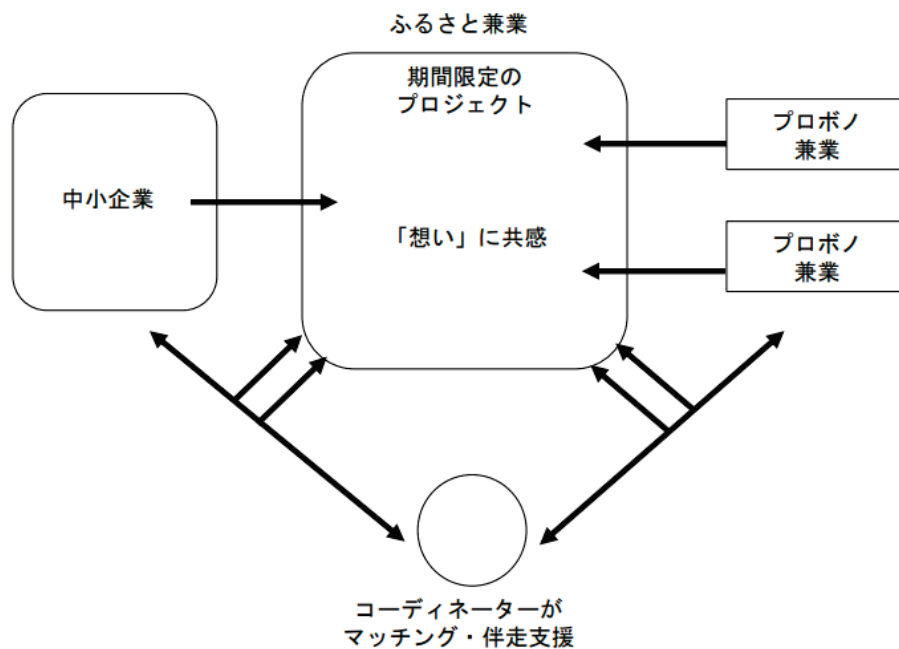 ふるさと兼業
期間限定の
プロジェクト
中小企業
「想い」に共感
プロボノ
兼業
プロボノ
兼業
コーディネーターが
マッチング・伴走支援